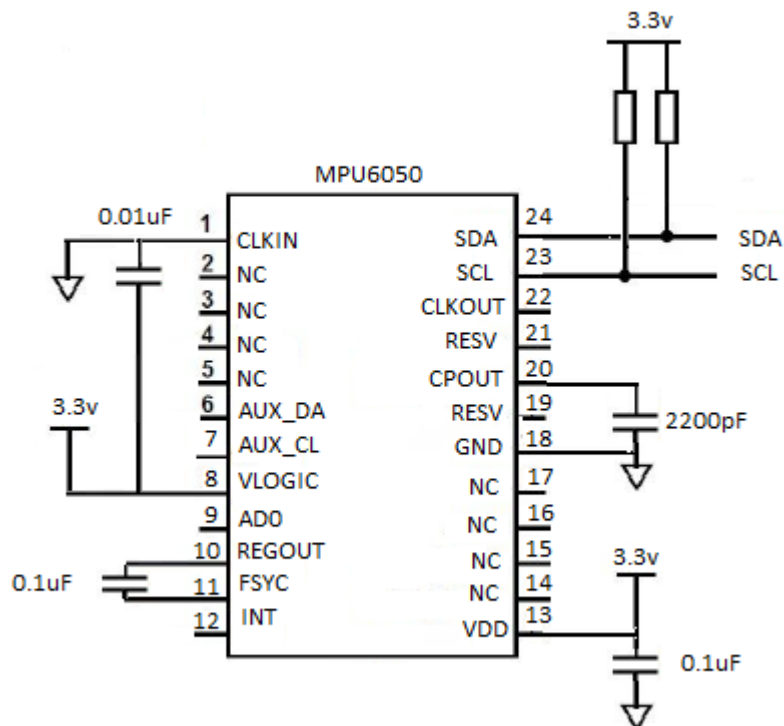 3.3v
MPU6050
0.01uF
1 CLKIN
2 NC
3 NC
4 NC
5 NC
6 AUX_DA
7 AUX_CL
8 VLOGIC
9 AD0
10 REGOUT
11 FSYC
12 INT
3.3v
0.1uF
SDA 24 SDA
SCL 23 SCL
CLKOUT 22
RESV 21
CPOUT 20
RESV 19
GND 18
NC 17
NC 16
NC 15
NC 14
VDD 13
2200pF
3.3v
0.1uF